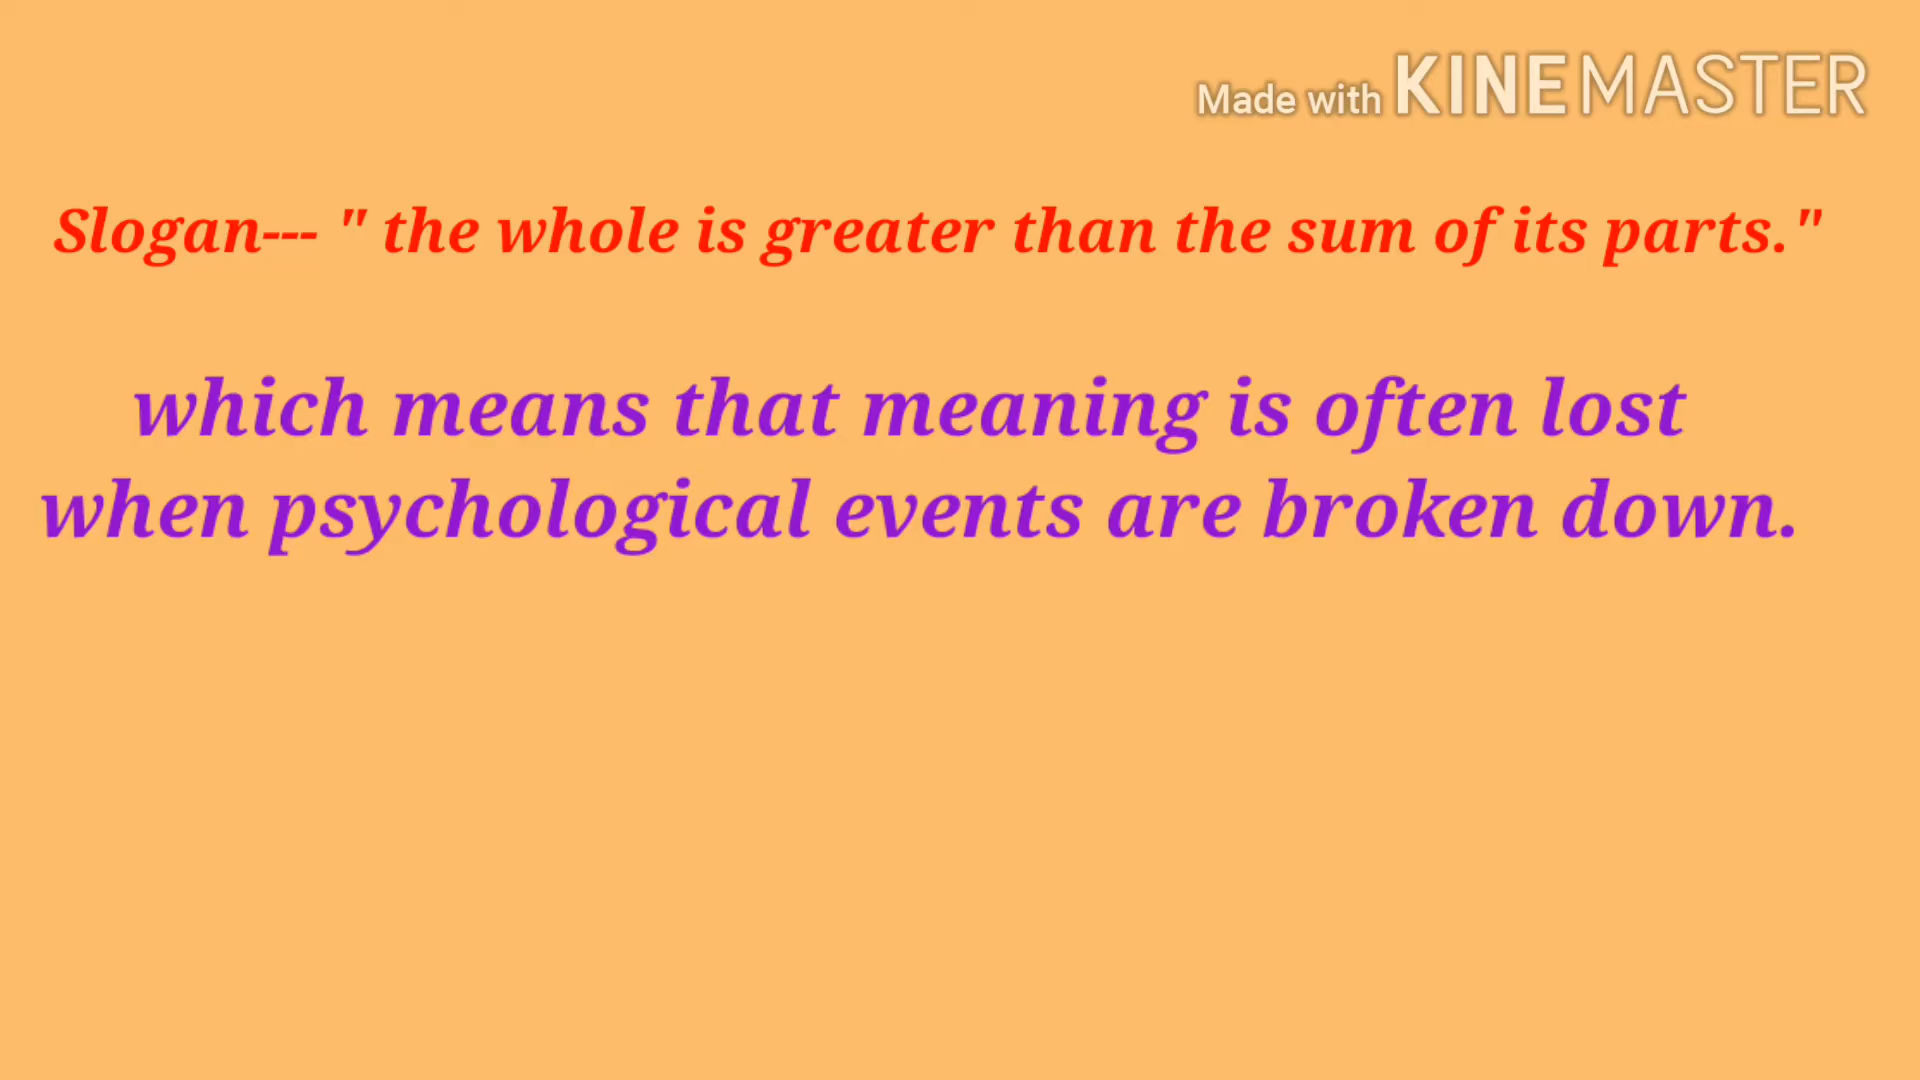 Made with KINEMASTER
Slogan--- " the whole is greater than the sum of its parts."
which means that meaning is often lost
when psychological events are broken down.